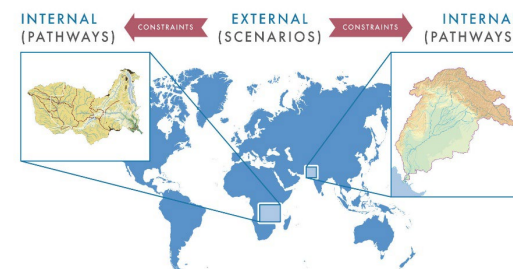 INTERNAL
(PATHWAYS)
CONSTRAINTS
EXTERNAL
(SCENARIOS)
CONSTRAINTS
INTERNA
(PATHWAYS